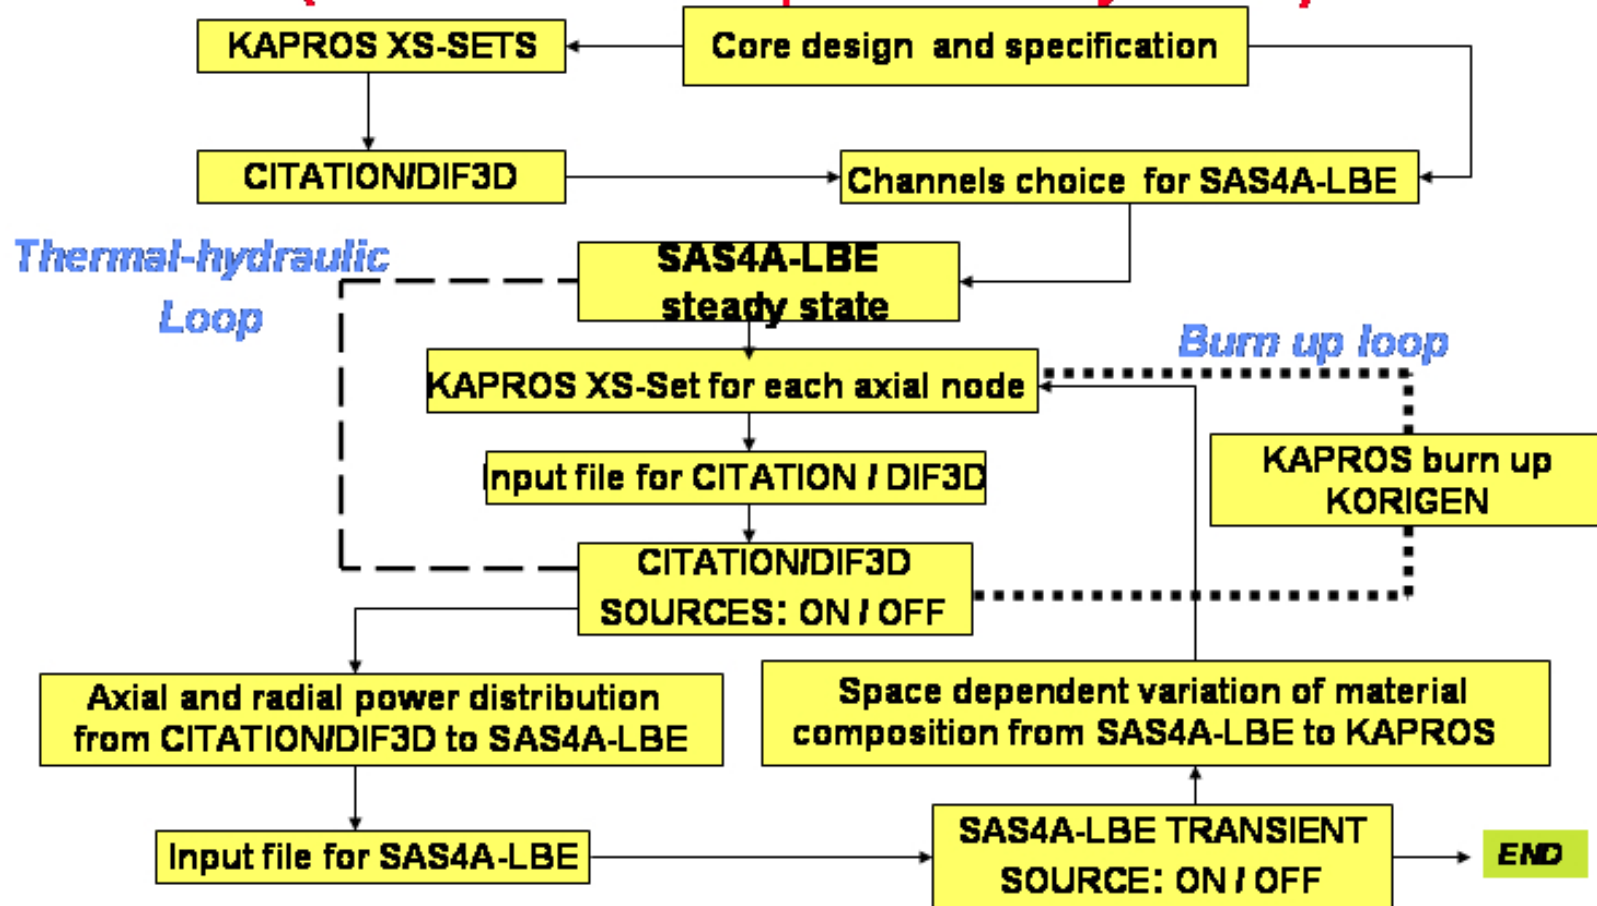 KAPROS XS-SETS
Core design and specification
CITATION/DIF3D
Channels choice for SAS4A-LBE
Thermal-hydraulic
Loop
SAS4A-LBE
steady state
Burn up loop
KAPROS XS-Set for each axial node
KAPROS burn up
KORIGEN
Input file for CITATION / DIF3D
CITATION/DIF3D
SOURCES: ON / OFF
Axial and radial power distribution
from CITATION/DIF3D to SAS4A-LBE
Space dependent variation of material
composition from SAS4A-LBE to KAPROS
Input file for SAS4A-LBE
SAS4A-LBE TRANSIENT
SOURCE: ON / OFF
END